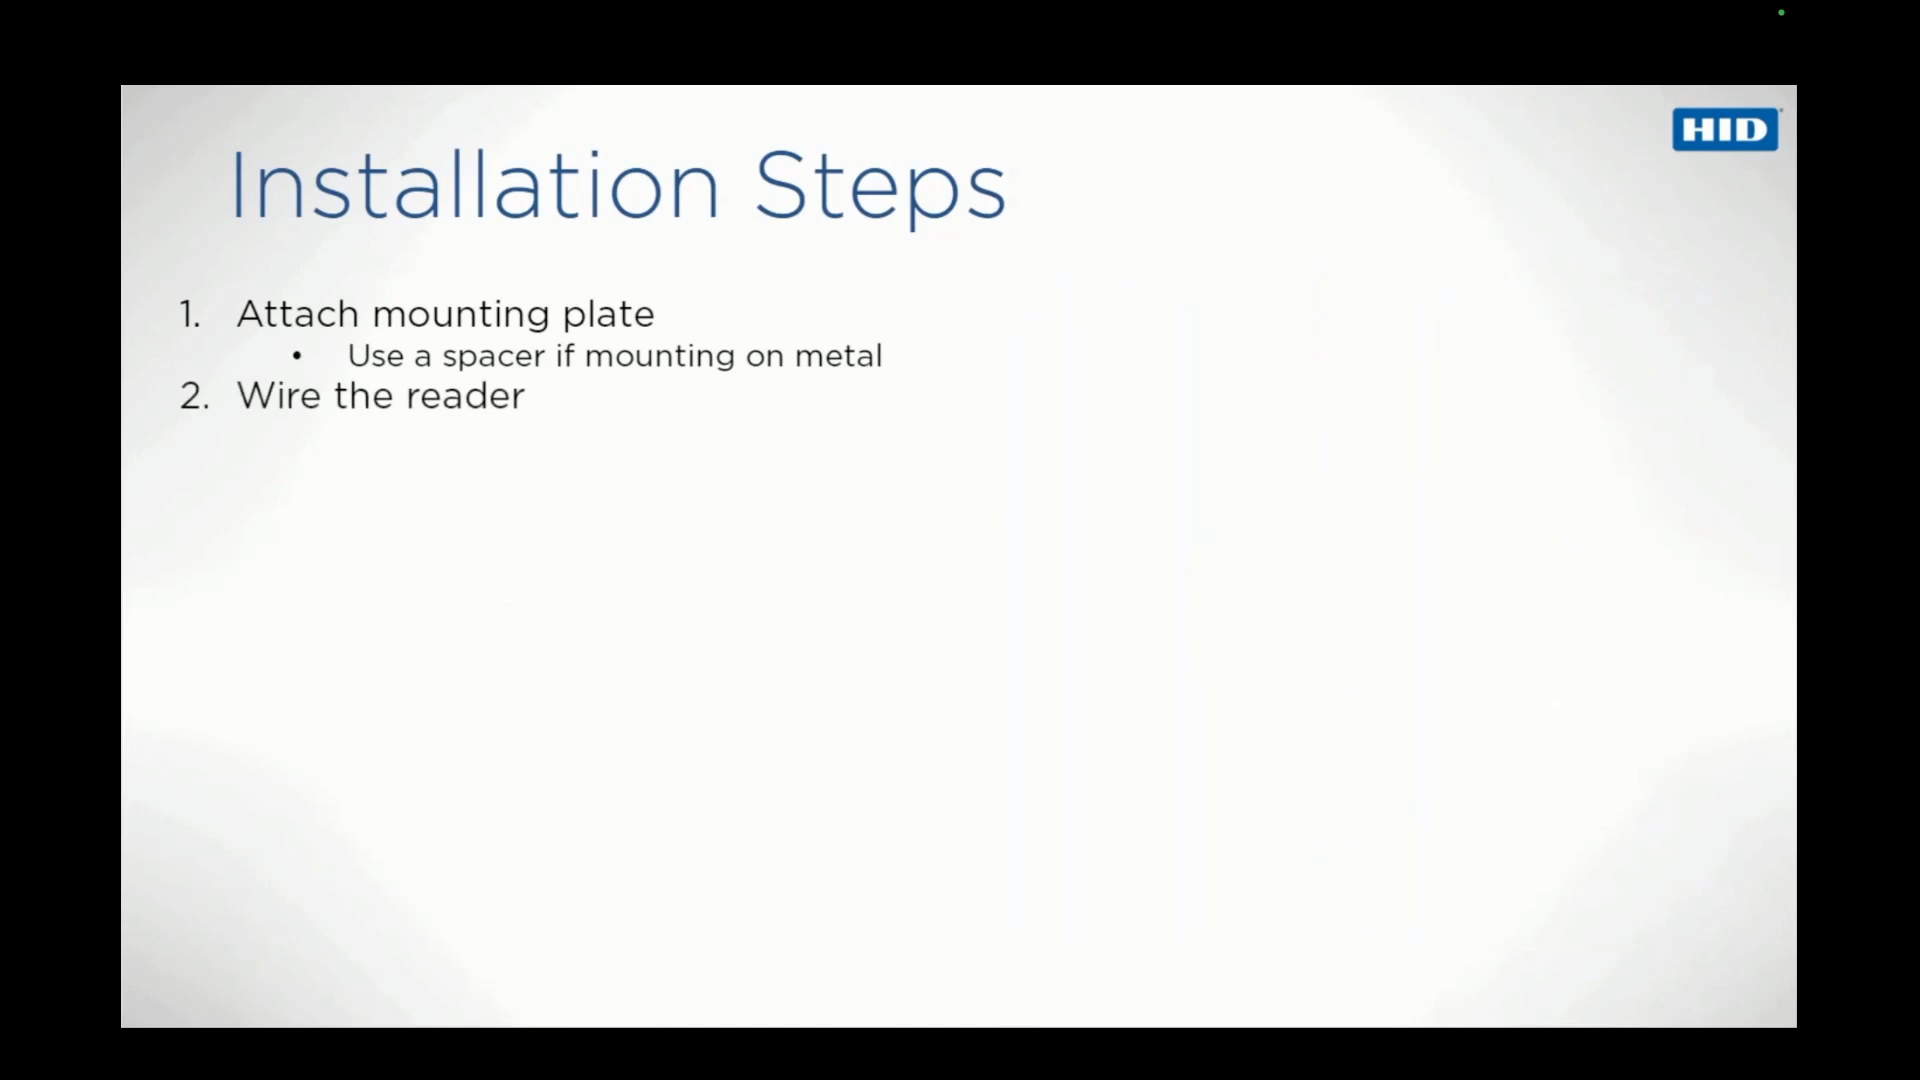 HID
Installation Steps
1. Attach mounting plate
• Use a spacer if mounting on metal
2. Wire the reader